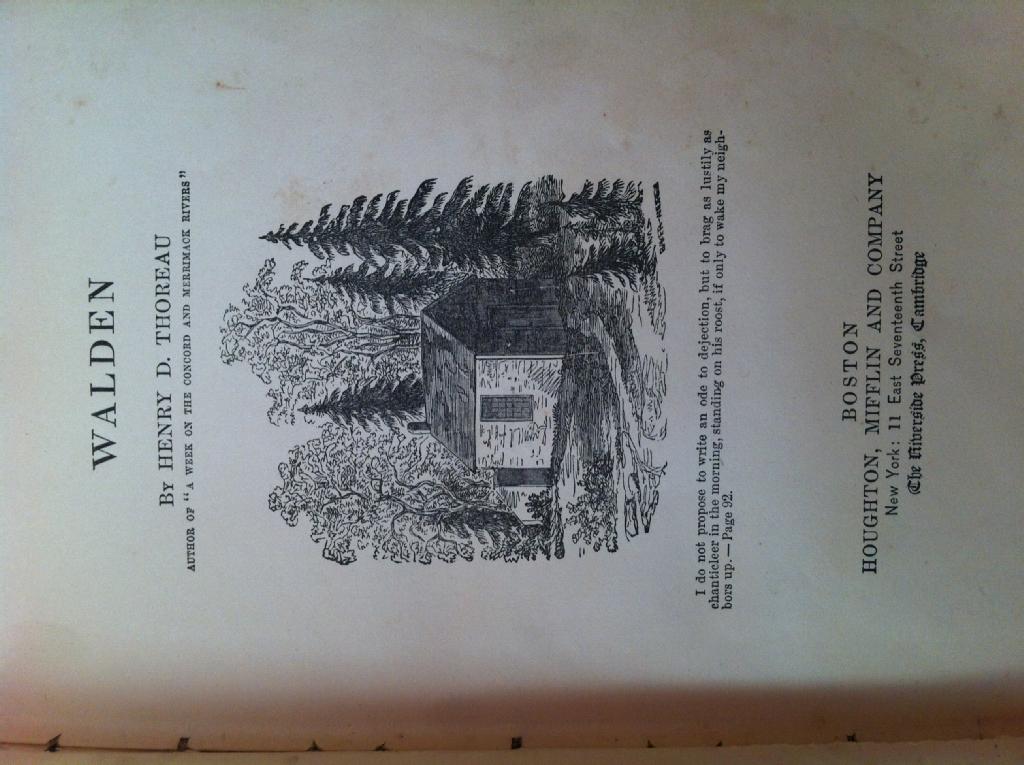 WALDEN
BY HENRY D. THOREAU
AUTHOR OF "A WEEK ON THE CONCORD AND MERRIMACK RIVERS"
I do not propose to write an ode to dejection, but to brag as lustily as
chanticleer in the morning, standing on his roost, if only to wake my neigh-
bors up. — Page 92.
BOSTON
HOUGHTON, MIFFLIN AND COMPANY
New York: 11 East Seventeenth Street
The Riverside Press, Cambridge